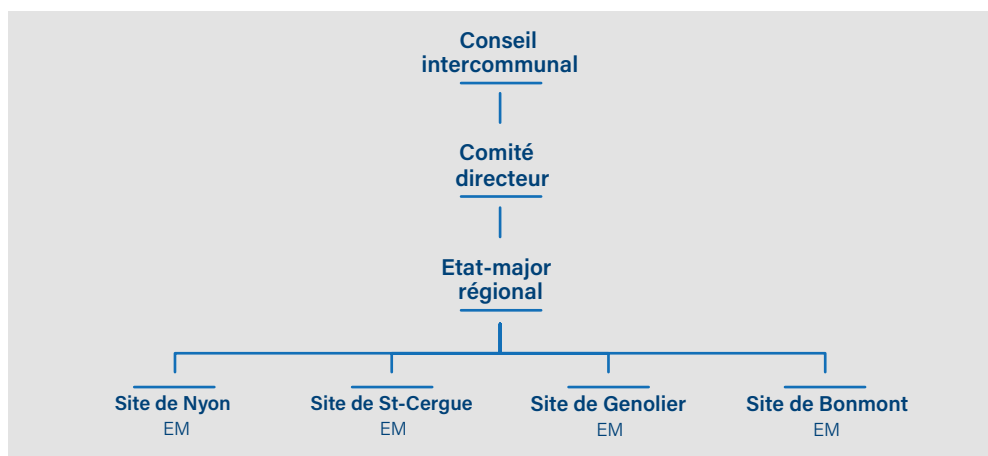 Conseil
intercommunal
Comité
directeur
Etat-major
régional
Site de Nyon
EM
Site de St-Cergue
EM
Site de Genolier
EM
Site de Bonmont
EM